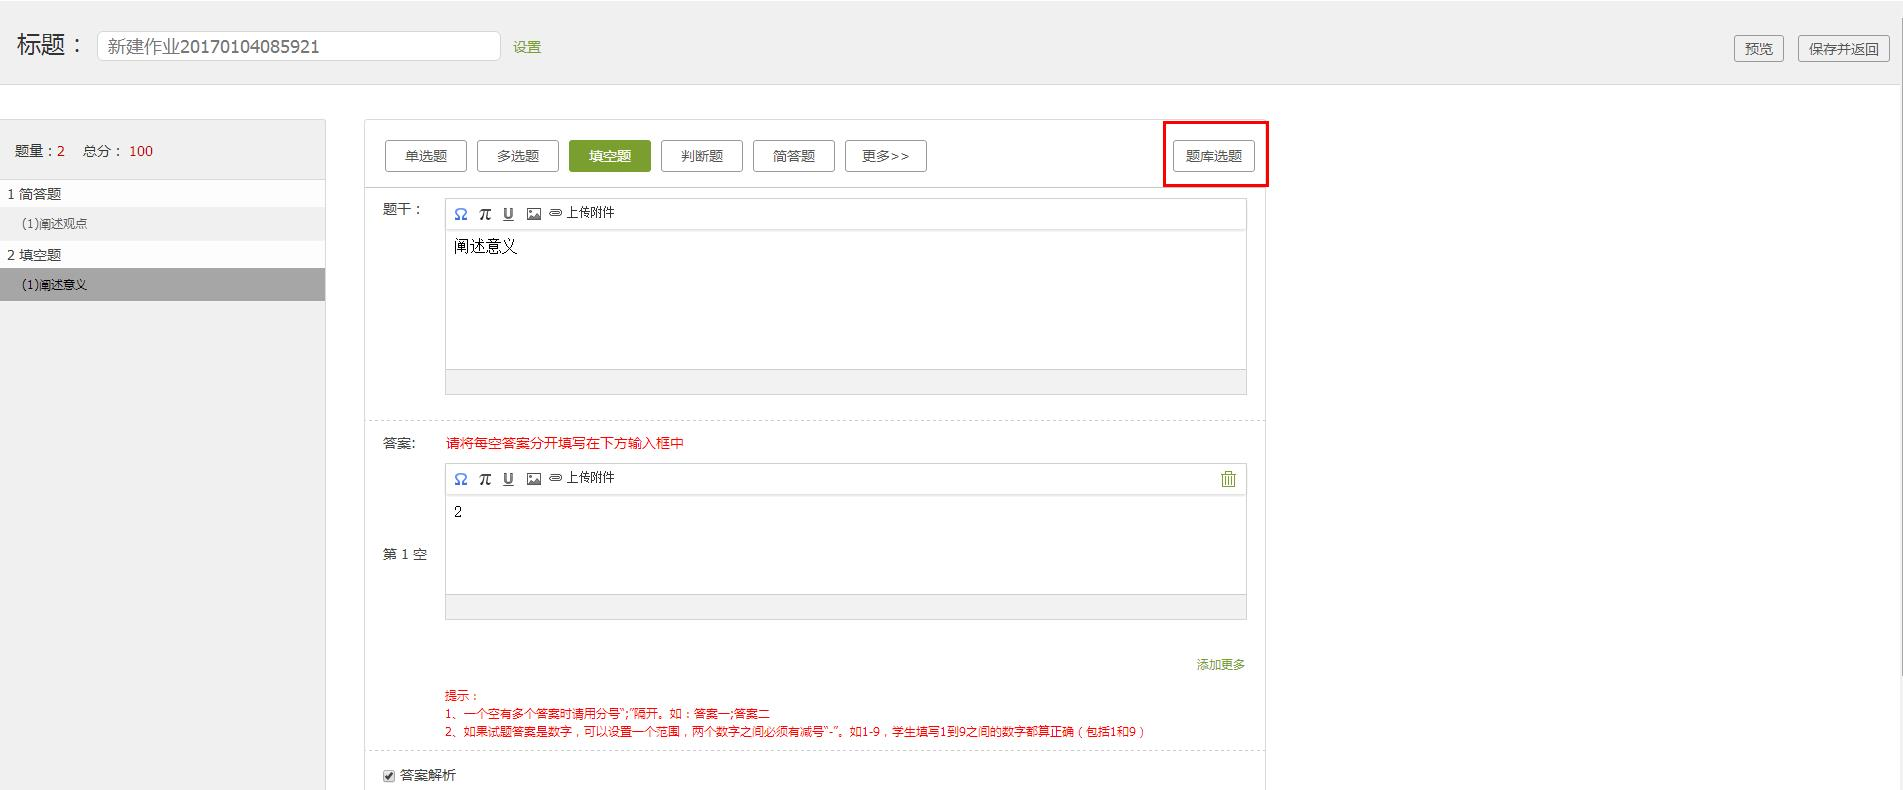 标题： 新建作业20170104085921 设置 预览 保存并返回
题量：2 总分： 100
单选题 多选题 填空题 判断题 简答题 更多>> 题库选题
1 简答题
(1)阐述观点
2 填空题
(1)阐述意义
题干： Ω π U 上传附件
阐述意义
答案: 请将每空答案分开填写在下方输入框中
Ω π U 上传附件
2
第 1 空
添加更多
提示：
1、一个空有多个答案时请用分号“;”隔开。如：答案一;答案二
2、如果试题答案是数字，可以设置一个范围，两个数字之间必须有减号“-”。如1-9，学生填写1到9之间的数字都算正确（包括1和9）
答案解析